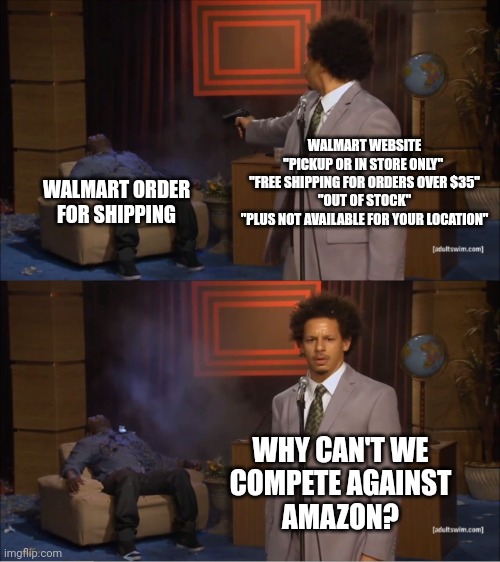 WALMART WEBSITE
"PICKUP OR IN STORE ONLY"
"FREE SHIPPING FOR ORDERS OVER $35"
"OUT OF STOCK"
"PLUS NOT AVAILABLE FOR YOUR LOCATION"
WALMART ORDER
FOR SHIPPING
[adultswim.com]
WHY CAN'T WE
COMPETE AGAINST
AMAZON?
[adultswim.com]
imgflip.com